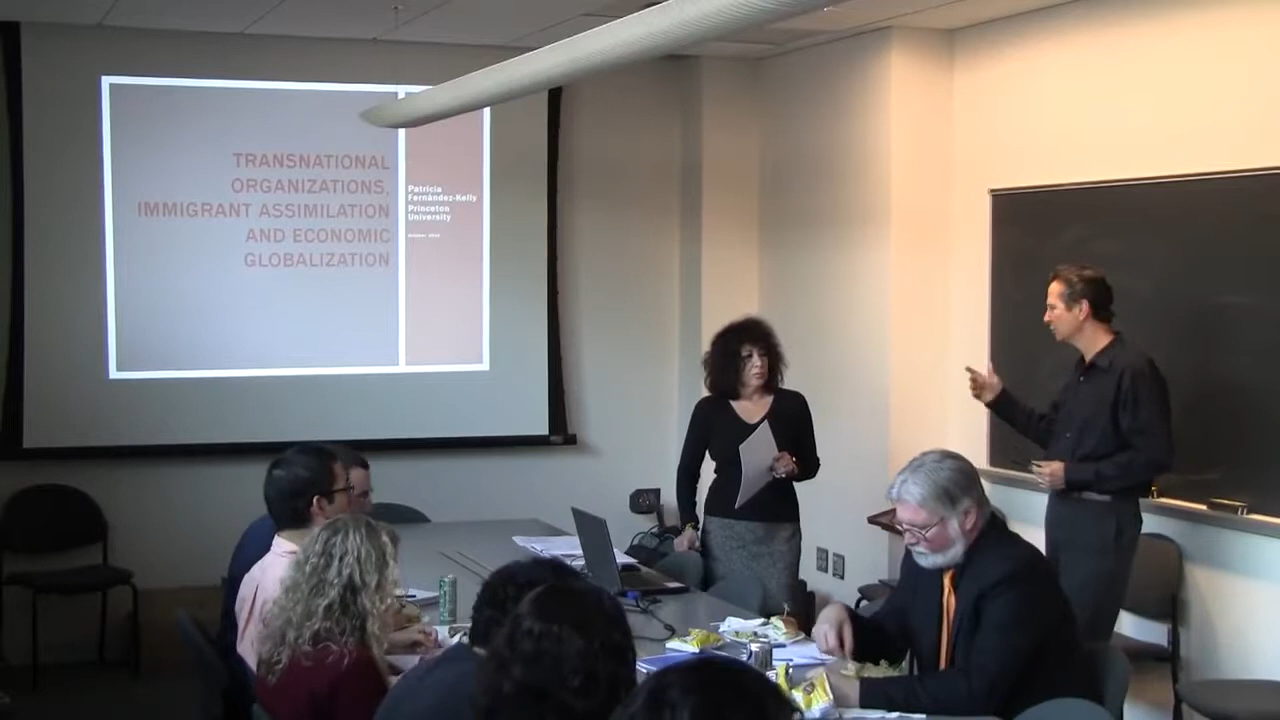 TRANSNATIONAL
ORGANIZATIONS,
IMMIGRANT ASSIMILATION
AND ECONOMIC
GLOBALIZATION
Patricia
Fernández-Kelly
Princeton
University